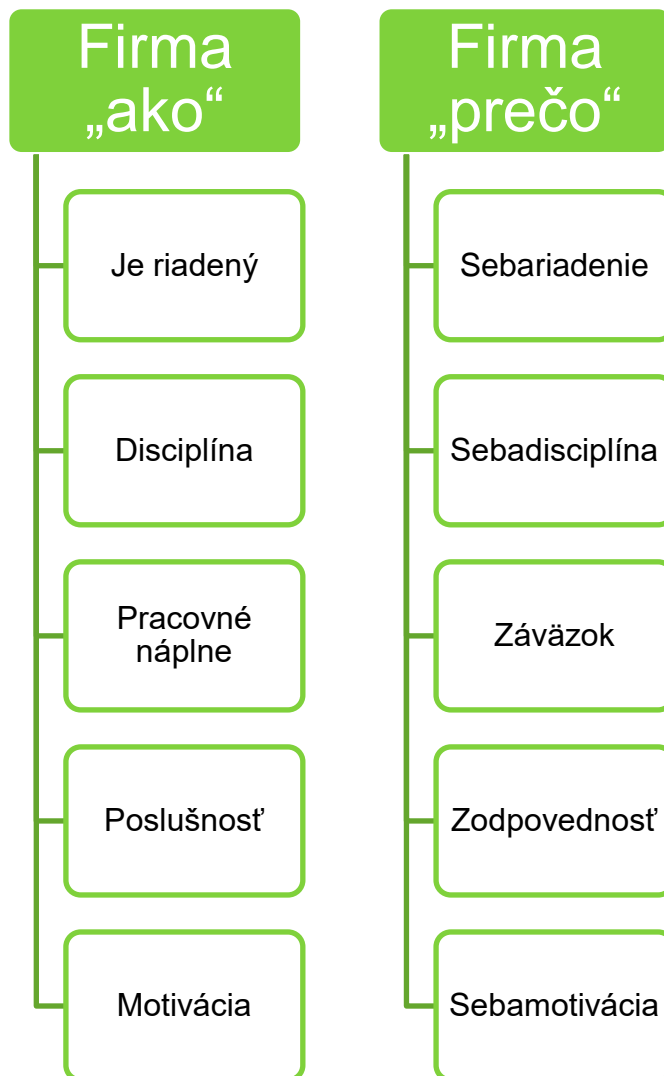 Firma
„ako“
Je riadený
Disciplína
Pracovné
náplne
Poslušnosť
Motivácia
Firma
„prečo“
Sebariadenie
Sebadisciplína
Záväzok
Zodpovednosť
Sebamotivácia